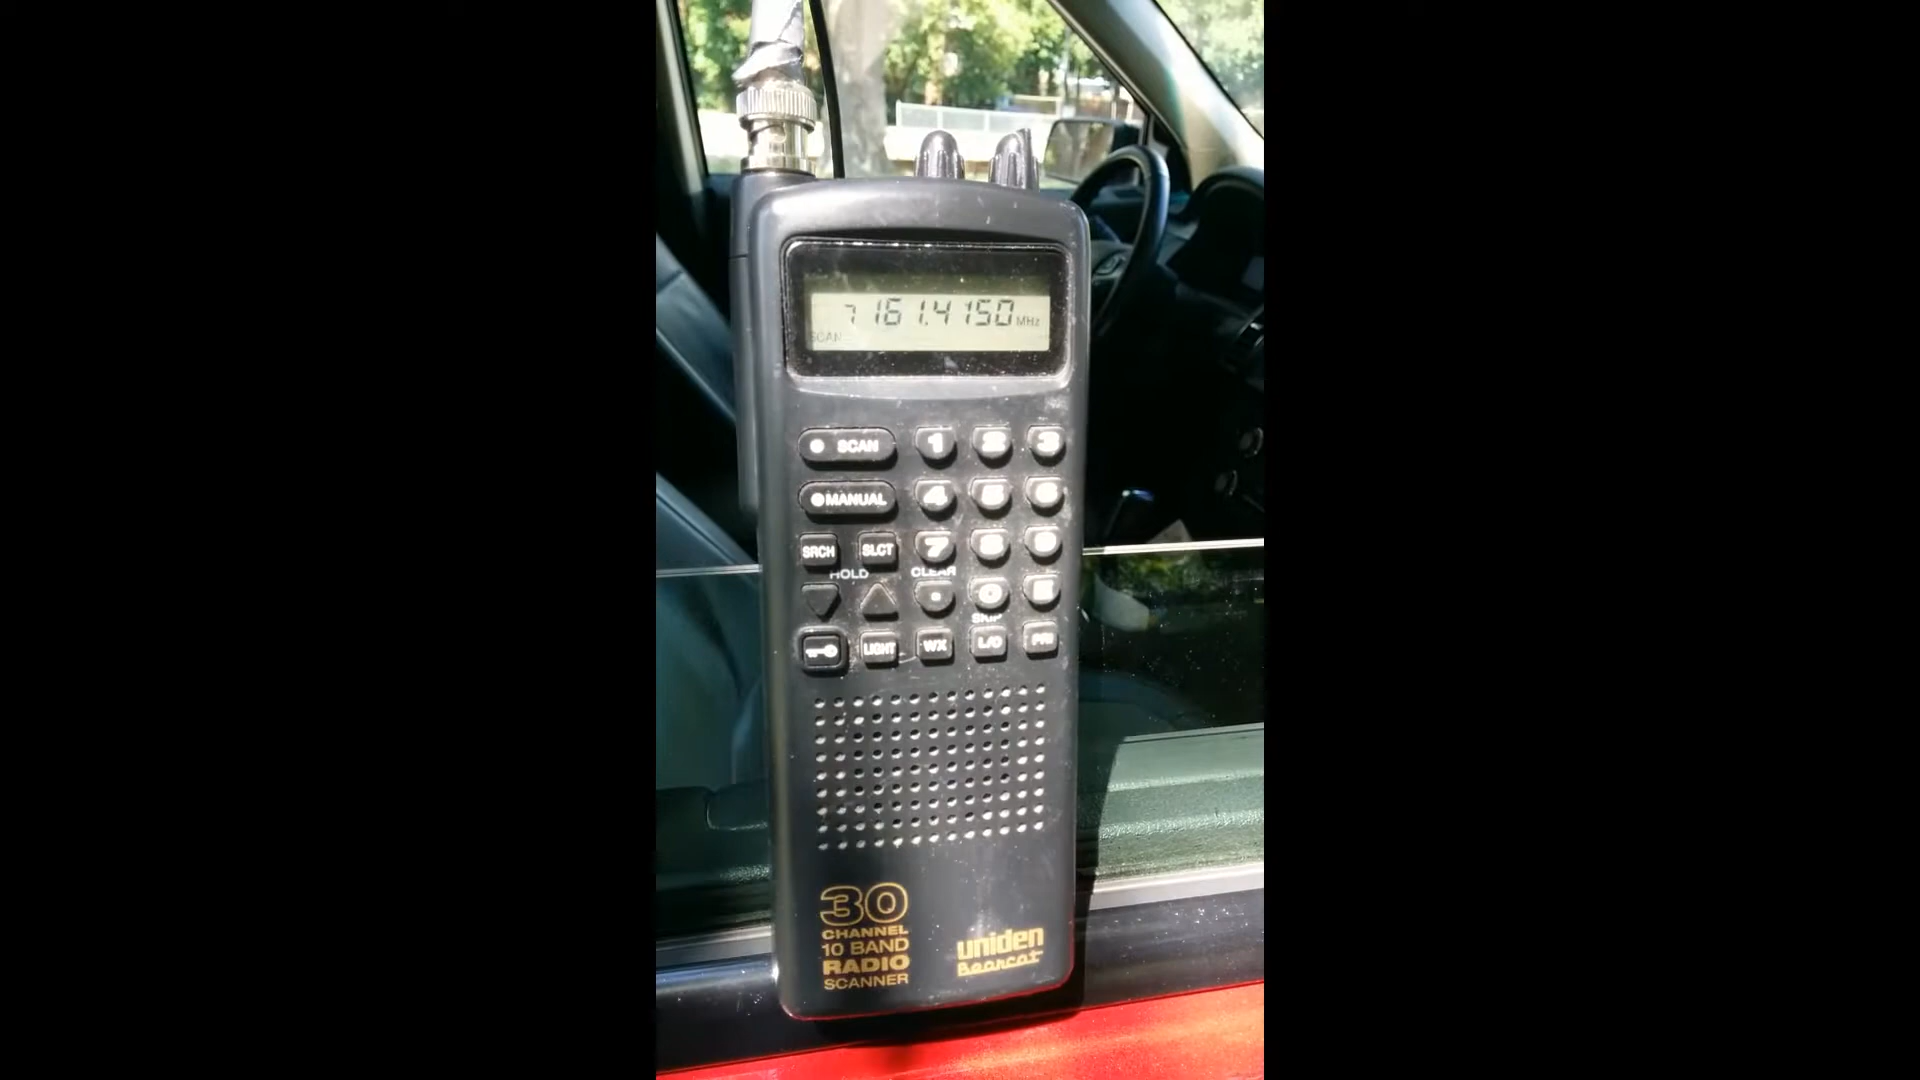 7 161.4150 MHz
SCAN
SCAN 1 2 3
MANUAL 4 5 6
SRCH SLCT 7 8 9
HOLD CLEAR
. 0 E
SKIP
LIGHT WX L/O PRI
30
CHANNEL
10 BAND
RADIO
SCANNER
uniden
Bearcat